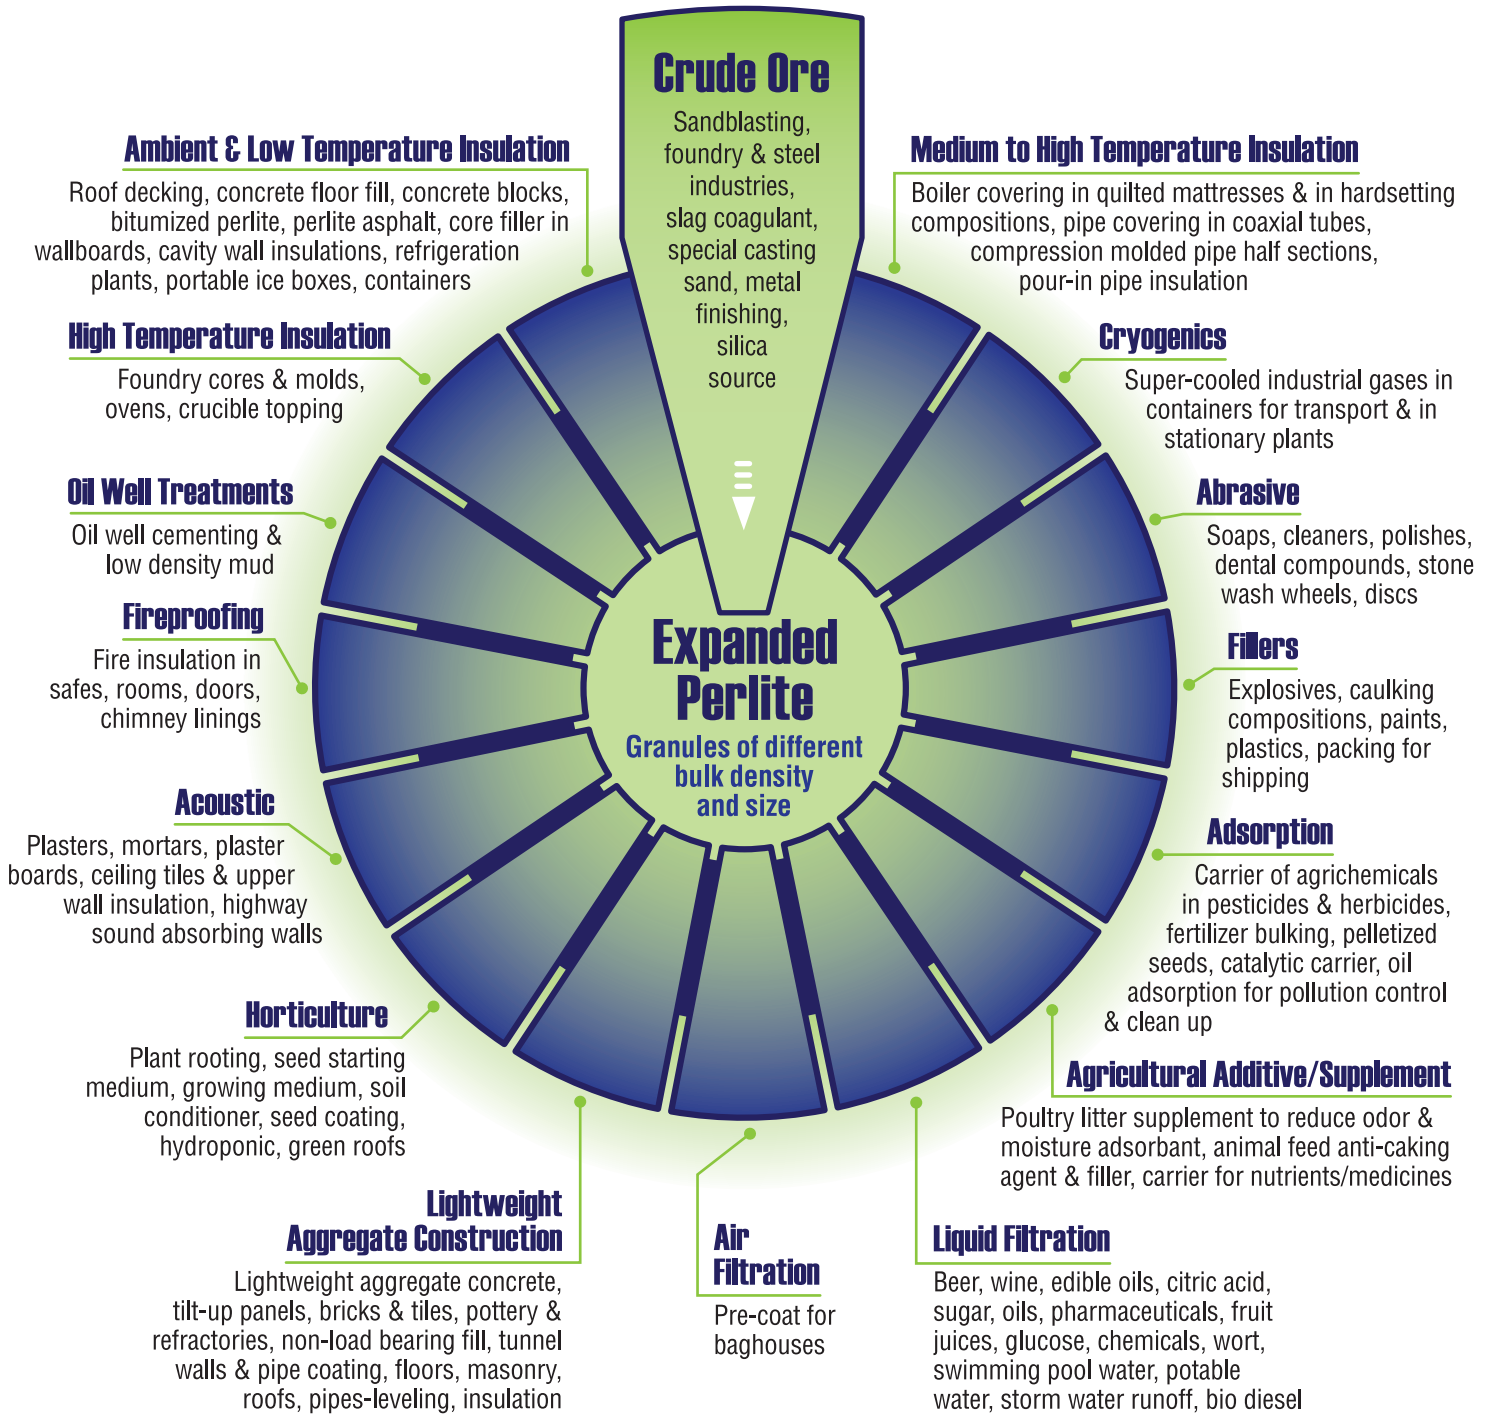 Crude Ore
Sandblasting,
foundry & steel
industries,
slag coagulant,
special casting
sand, metal
finishing,
silica
source
Ambient & Low Temperature Insulation
Roof decking, concrete floor fill, concrete blocks,
bitumized perlite, perlite asphalt, core filler in
wallboards, cavity wall insulations, refrigeration
plants, portable ice boxes, containers
High Temperature Insulation
Foundry cores & molds,
ovens, crucible topping
Oil Well Treatments
Oil well cementing &
low density mud
Fireproofing
Fire insulation in
safes, rooms, doors,
chimney linings
Acoustic
Plasters, mortars, plaster
boards, ceiling tiles & upper
wall insulation, highway
sound absorbing walls
Horticulture
Plant rooting, seed starting
medium, growing medium, soil
conditioner, seed coating,
hydroponic, green roofs
Lightweight
Aggregate Construction
Lightweight aggregate concrete,
tilt-up panels, bricks & tiles, pottery &
refractories, non-load bearing fill, tunnel
walls & pipe coating, floors, masonry,
roofs, pipes-leveling, insulation
Expanded
Perlite
Granules of different
bulk density
and size
Medium to High Temperature Insulation
Boiler covering in quilted mattresses & in hardsetting
compositions, pipe covering in coaxial tubes,
compression molded pipe half sections,
pour-in pipe insulation
Cryogenics
Super-cooled industrial gases in
containers for transport & in
stationary plants
Abrasive
Soaps, cleaners, polishes,
dental compounds, stone
wash wheels, discs
Fillers
Explosives, caulking
compositions, paints,
plastics, packing for
shipping
Adsorption
Carrier of agrichemicals
in pesticides & herbicides,
fertilizer bulking, pelletized
seeds, catalytic carrier, oil
adsorption for pollution control
& clean up
Agricultural Additive/Supplement
Poultry litter supplement to reduce odor &
moisture adsorbant, animal feed anti-caking
agent & filler, carrier for nutrients/medicines
Air
Filtration
Pre-coat for
baghouses
Liquid Filtration
Beer, wine, edible oils, citric acid,
sugar, oils, pharmaceuticals, fruit
juices, glucose, chemicals, wort,
swimming pool water, potable
water, storm water runoff, bio diesel